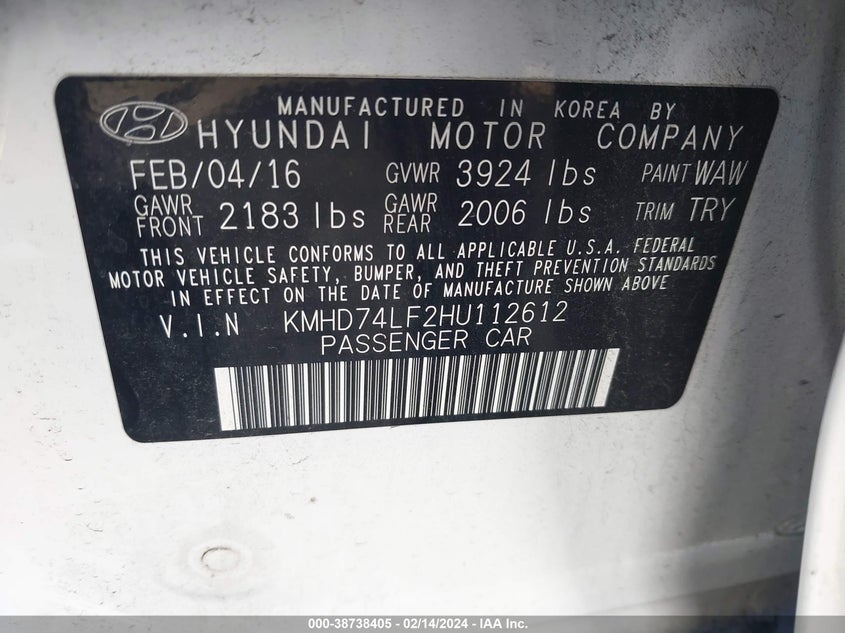 MANUFACTURED IN KOREA BY
HYUNDAI MOTOR COMPANY
FEB/04/16 GVWR 3924 lbs PAINT WAW
GAWR FRONT 2183 lbs GAWR REAR 2006 lbs TRIM TRY
THIS VEHICLE CONFORMS TO ALL APPLICABLE U.S.A. FEDERAL
MOTOR VEHICLE SAFETY, BUMPER, AND THEFT PREVENTION STANDARDS
IN EFFECT ON THE DATE OF MANUFACTURE SHOWN ABOVE
V.I.N KMHD74LF2HU112612
PASSENGER CAR
000-38738405 - 02/14/2024 - IAA Inc.